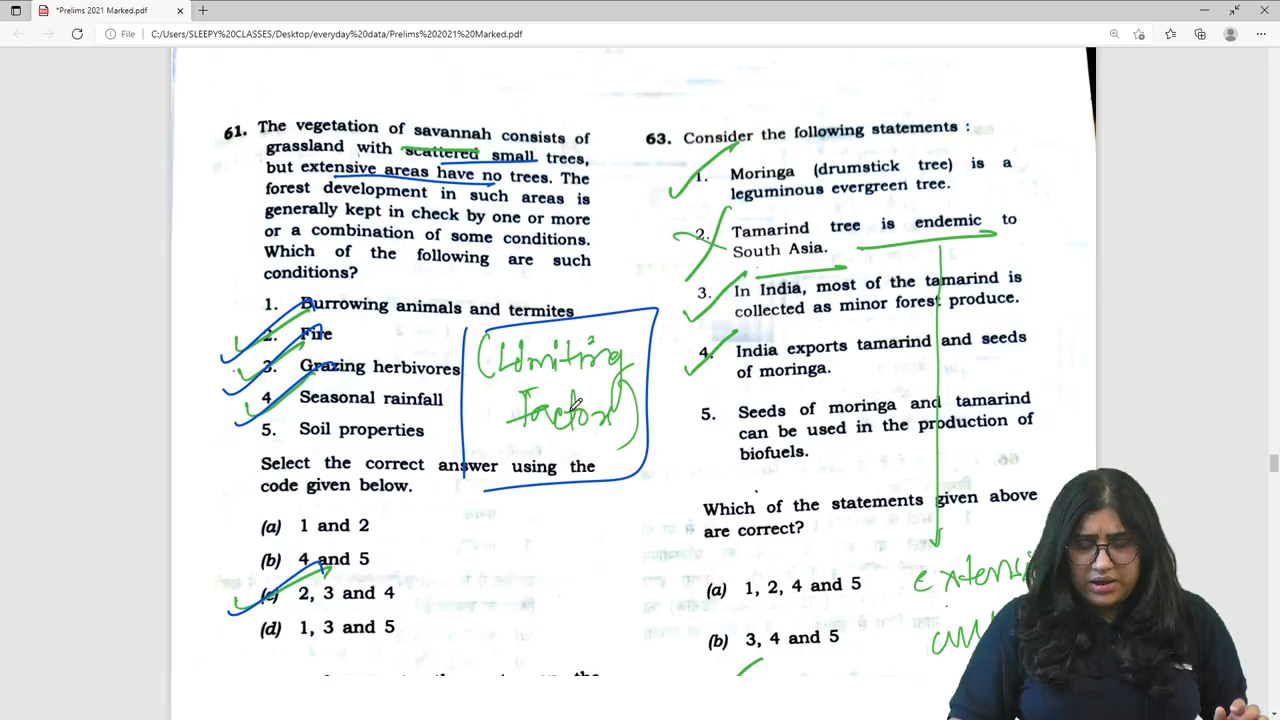 *Prelims 2021 Marked.pdf
File
C:/Users/SLEEPY%20CLASSES/Desktop/everyday%20data/Prelims%202021%20Marked.pdf
61. The vegetation of savannah consists of
grassland with scattered small trees,
but extensive areas have no trees. The
forest development in such areas is
generally kept in check by one or more
or a combination of some conditions.
Which of the following are such
conditions?
1. Burrowing animals and termites
2. Fire
3. Grazing herbivores
4. Seasonal rainfall
5. Soil properties
(Limiting
Factor)
Select the correct answer using the
code given below.
(a) 1 and 2
(b) 4 and 5
(c) 2, 3 and 4
(d) 1, 3 and 5
63. Consider the following statements :
1. Moringa (drumstick tree) is a
leguminous evergreen tree.
2. Tamarind tree is endemic to
South Asia.
3. In India, most of the tamarind is
collected as minor forest produce.
4. India exports tamarind and seeds
of moringa.
5. Seeds of moringa and tamarind
can be used in the production of
biofuels.
Which of the statements given above
are correct?
(a) 1, 2, 4 and 5
(b) 3, 4 and 5